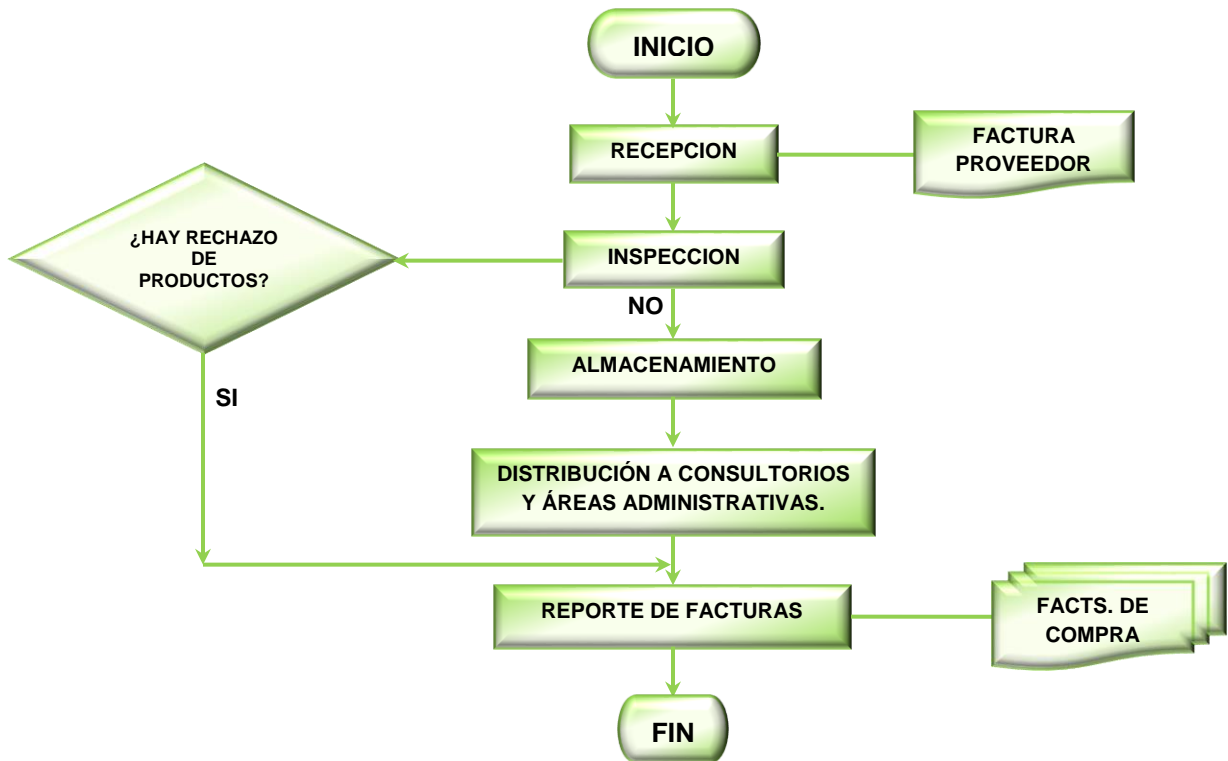 INICIO
RECEPCION
FACTURA
PROVEEDOR
¿HAY RECHAZO
DE
PRODUCTOS?
INSPECCION
NO
ALMACENAMIENTO
SI
DISTRIBUCIÓN A CONSULTORIOS
Y ÁREAS ADMINISTRATIVAS.
REPORTE DE FACTURAS
FACTS. DE
COMPRA
FIN